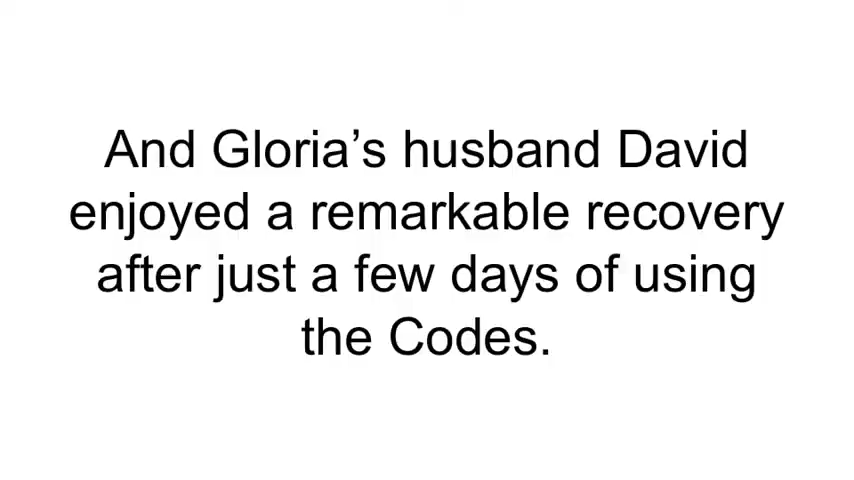 And Gloria’s husband David
enjoyed a remarkable recovery
after just a few days of using
the Codes.